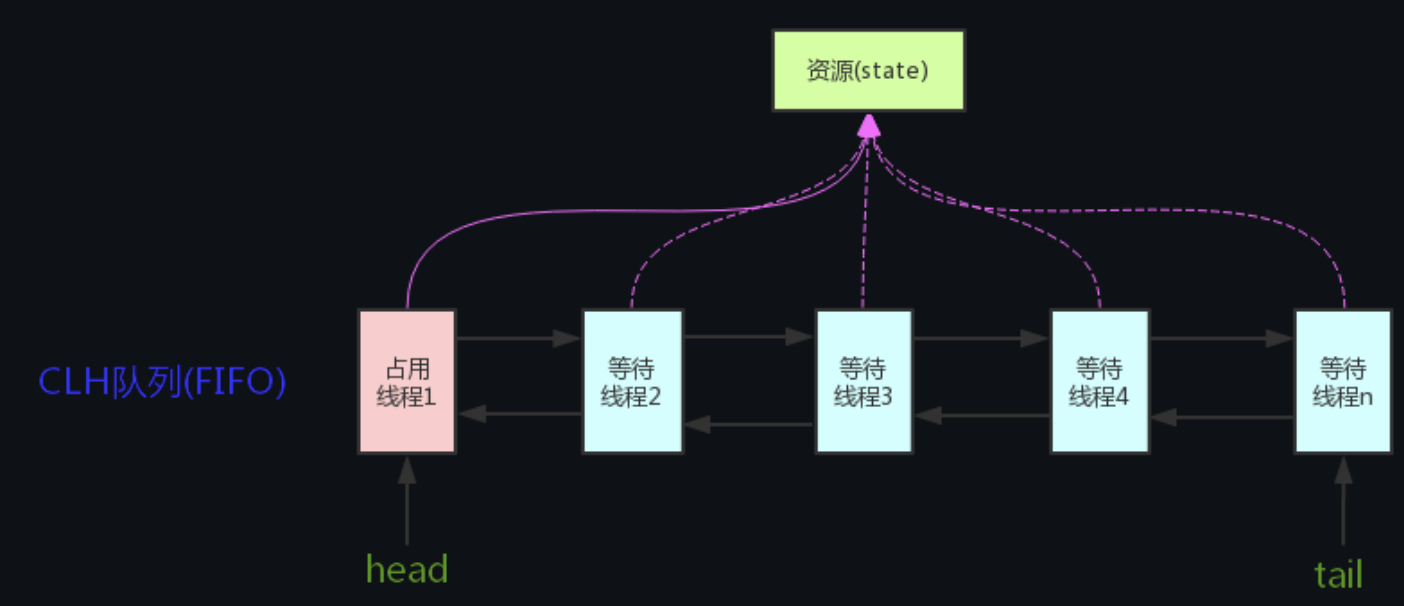 资源(state)
CLH队列(FIFO)
占用
线程1
等待
线程2
等待
线程3
等待
线程4
等待
线程n
head
tail